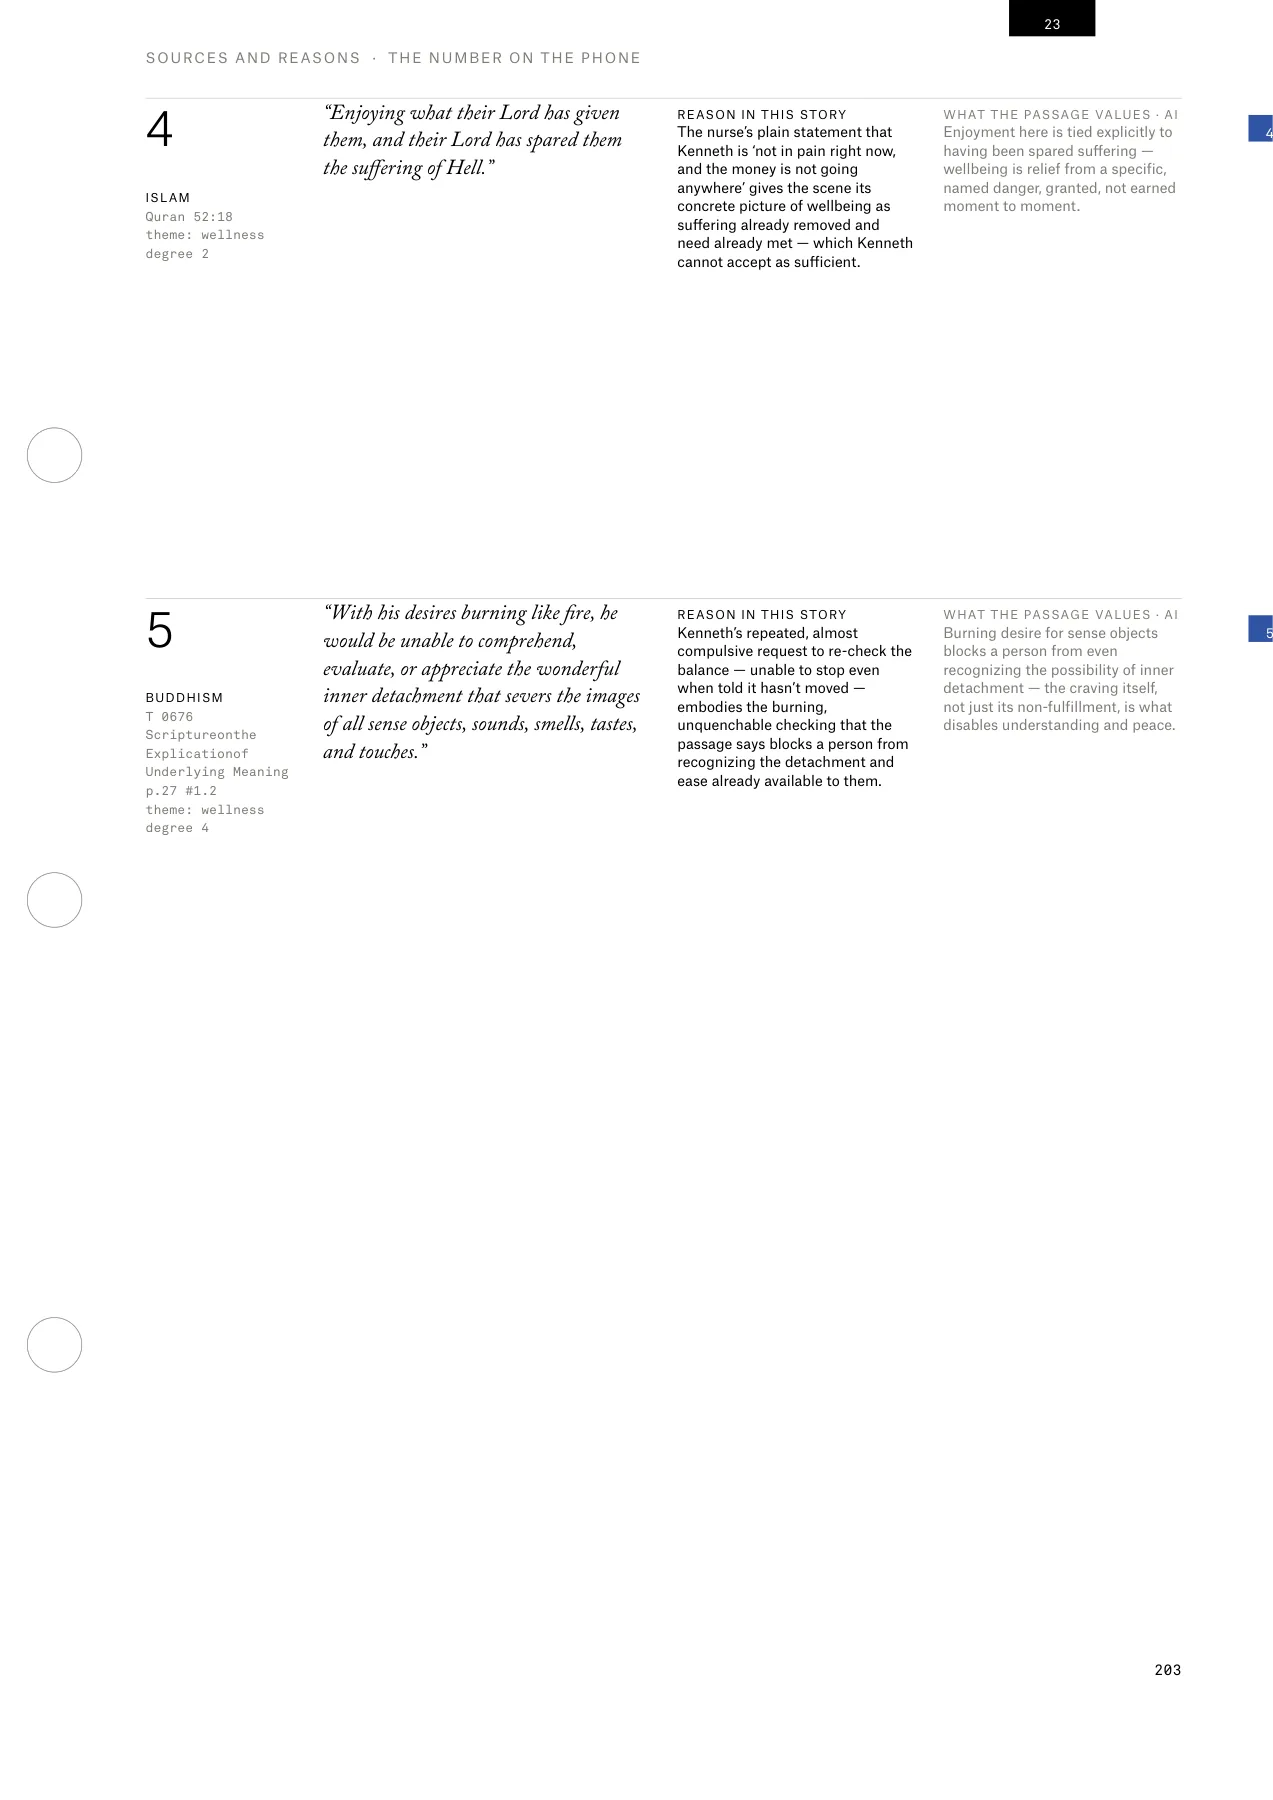 23
SOURCES AND REASONS · THE NUMBER ON THE PHONE
4
ISLAM
Quran 52:18
theme: wellness
degree 2
“Enjoying what their Lord has given
them, and their Lord has spared them
the suffering of Hell.”
REASON IN THIS STORY
The nurse’s plain statement that
Kenneth is ‘not in pain right now,
and the money is not going
anywhere’ gives the scene its
concrete picture of wellbeing as
suffering already removed and
need already met — which Kenneth
cannot accept as sufficient.
WHAT THE PASSAGE VALUES · AI
Enjoyment here is tied explicitly to
having been spared suffering —
wellbeing is relief from a specific,
named danger, granted, not earned
moment to moment.
4
5
BUDDHISM
T 0676
Scriptureonthe
Explicationof
Underlying Meaning
p.27 #1.2
theme: wellness
degree 4
“With his desires burning like fire, he
would be unable to comprehend,
evaluate, or appreciate the wonderful
inner detachment that severs the images
of all sense objects, sounds, smells, tastes,
and touches.”
REASON IN THIS STORY
Kenneth’s repeated, almost
compulsive request to re-check the
balance — unable to stop even
when told it hasn’t moved —
embodies the burning,
unquenchable checking that the
passage says blocks a person from
recognizing the detachment and
ease already available to them.
WHAT THE PASSAGE VALUES · AI
Burning desire for sense objects
blocks a person from even
recognizing the possibility of inner
detachment — the craving itself,
not just its non-fulfillment, is what
disables understanding and peace.
5
203